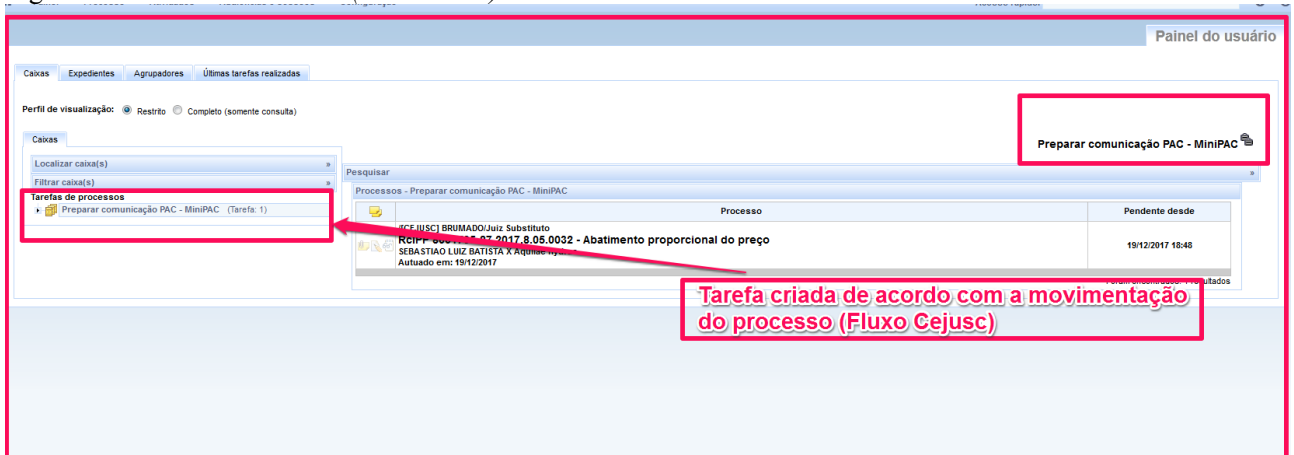 Painel do usuário
Caixas Expedientes Agrupadores Últimas tarefas realizadas
Perfil de visualização: Restrito Completo (somente consulta)
Caixas
Preparar comunicação PAC - MiniPAC
Localizar caixa(s) »
Pesquisar »
Filtrar caixa(s) »
Processos - Preparar comunicação PAC - MiniPAC
Tarefas de processos
Preparar comunicação PAC - MiniPAC (Tarefa: 1)
Processo Pendente desde
BRUMADO/Juiz Substituto
2017.8.05.0032 - Abatimento proporcional do preço
SEBASTIAO LUIZ BATISTA X
19/12/2017 18:48
Autuado em: 19/12/2017
Tarefa criada de acordo com a movimentação
do processo (Fluxo Cejusc)